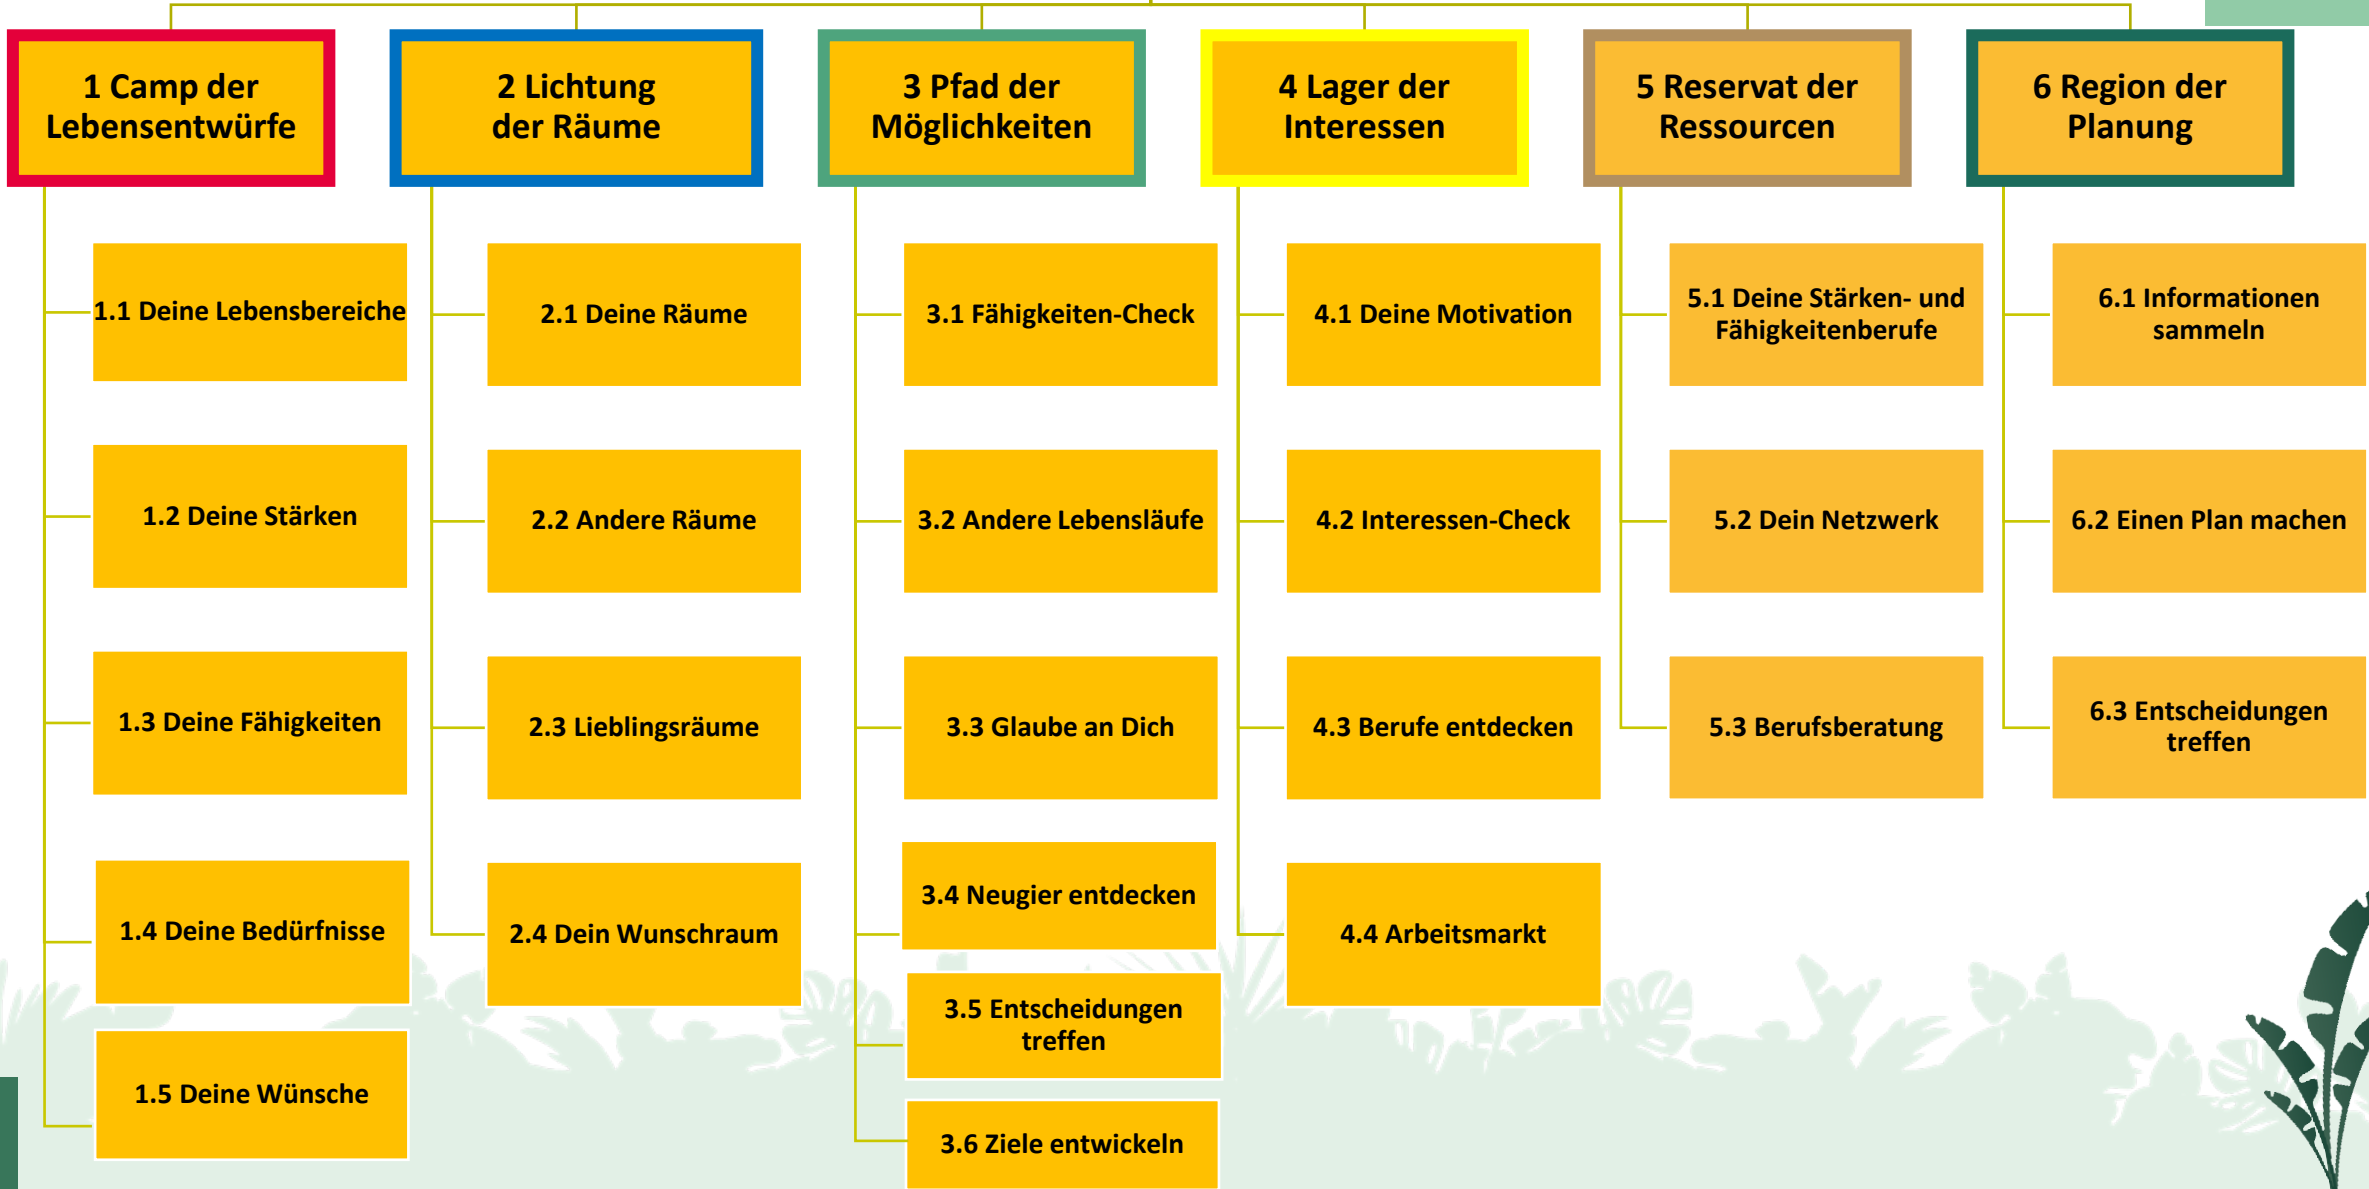 1 Camp der
Lebensentwürfe
1.1 Deine Lebensbereiche
1.2 Deine Stärken
1.3 Deine Fähigkeiten
1.4 Deine Bedürfnisse
1.5 Deine Wünsche
2 Lichtung
der Räume
2.1 Deine Räume
2.2 Andere Räume
2.3 Lieblingsräume
2.4 Dein Wunschraum
3 Pfad der
Möglichkeiten
3.1 Fähigkeiten-Check
3.2 Andere Lebensläufe
3.3 Glaube an Dich
3.4 Neugier entdecken
3.5 Entscheidungen
treffen
3.6 Ziele entwickeln
4 Lager der
Interessen
4.1 Deine Motivation
4.2 Interessen-Check
4.3 Berufe entdecken
4.4 Arbeitsmarkt
5 Reservat der
Ressourcen
5.1 Deine Stärken- und
Fähigkeitenberufe
5.2 Dein Netzwerk
5.3 Berufsberatung
6 Region der
Planung
6.1 Informationen
sammeln
6.2 Einen Plan machen
6.3 Entscheidungen
treffen